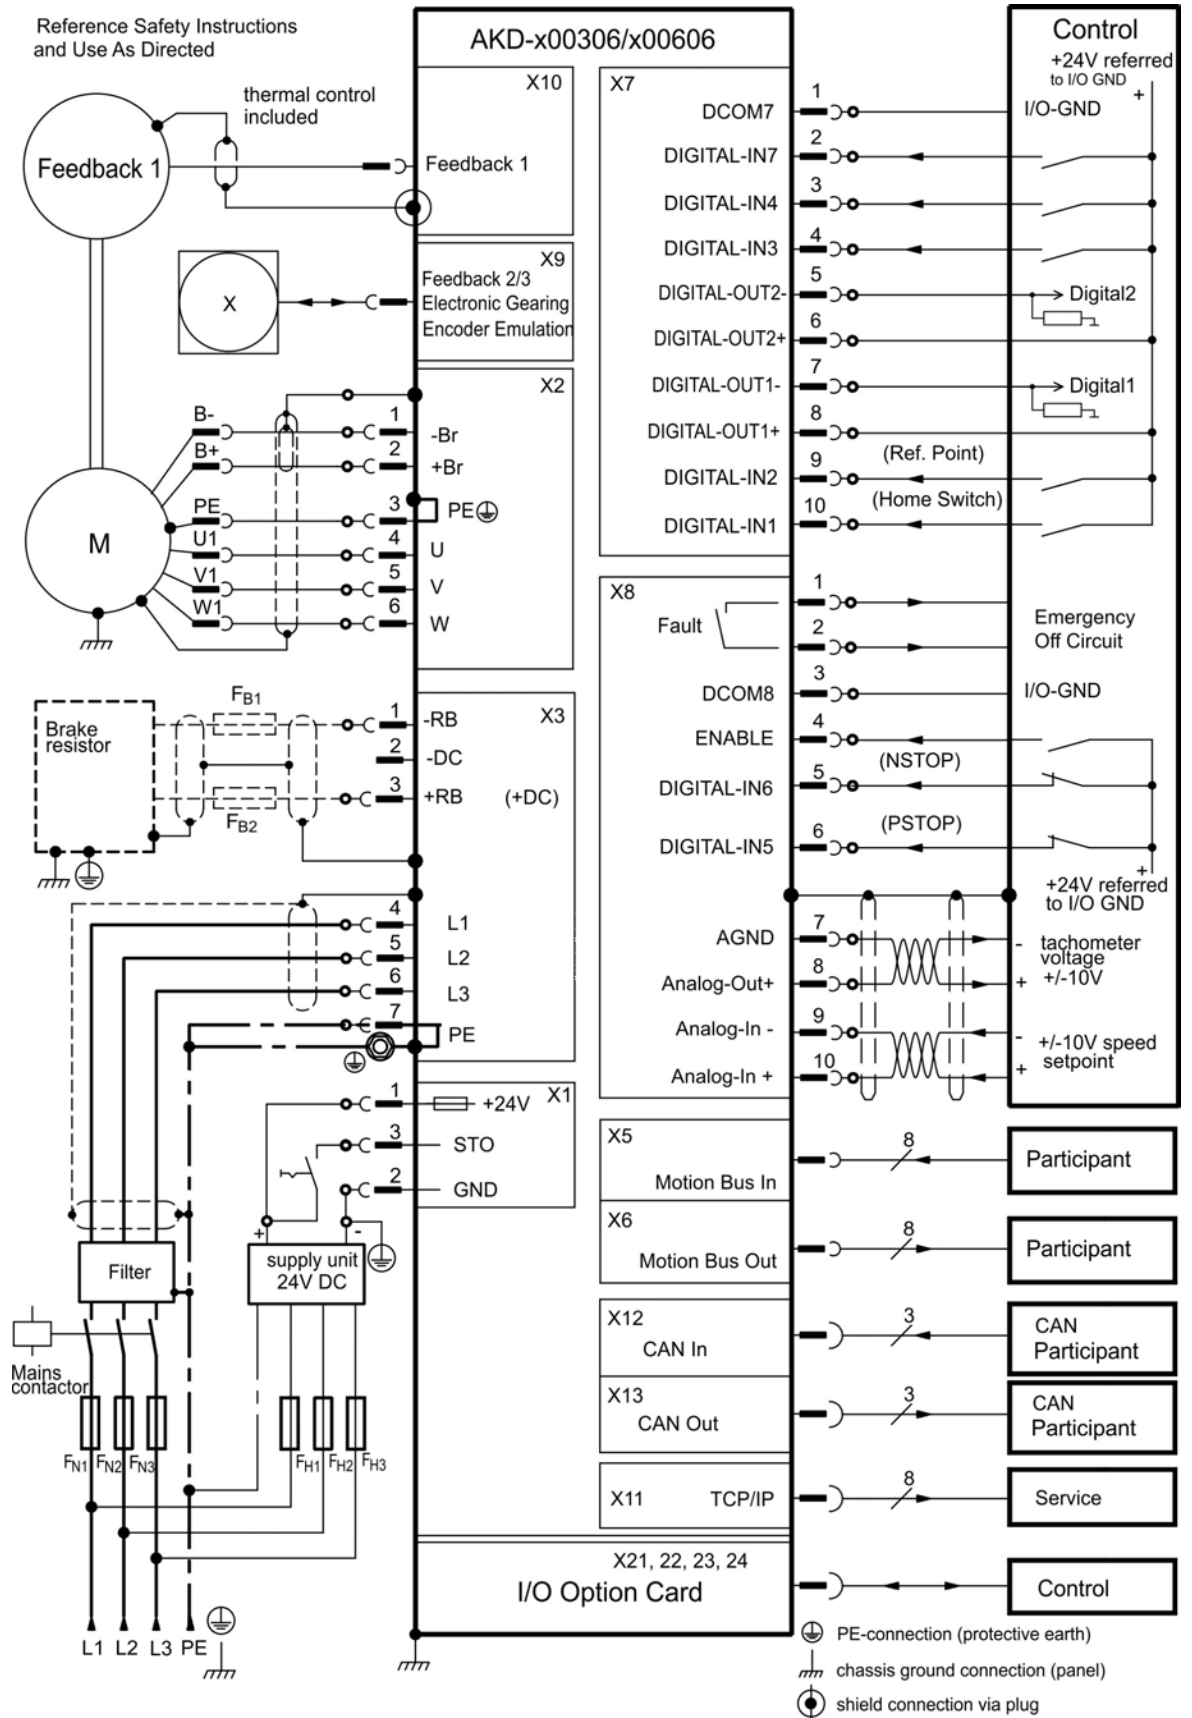 Reference Safety Instructions
and Use As Directed
AKD-x00306/x00606
Control
+24V referred
to I/O GND
+
X10
thermal control
included
Feedback 1
Feedback 1
X9
Feedback 2/3
Electronic Gearing
Encoder Emulation
X
X2
B-
1
-Br
B+
2
+Br
PE
3
PE
U1
4
U
V1
5
V
W1
6
W
M
X3
Brake
resistor
FB1
1
-RB
2
-DC
3
+RB
(+DC)
FB2
4
L1
5
L2
6
L3
7
PE
X1
1
+24V
3
STO
2
GND
+
-
supply unit
24V DC
Filter
Mains
contactor
FN1
FN2
FN3
FH1
FH2
FH3
L1
L2
L3
PE
X7
DCOM7
1
I/O-GND
DIGITAL-IN7
2
DIGITAL-IN4
3
DIGITAL-IN3
4
DIGITAL-OUT2-
5
Digital2
DIGITAL-OUT2+
6
DIGITAL-OUT1-
7
Digital1
DIGITAL-OUT1+
8
(Ref. Point)
DIGITAL-IN2
9
(Home Switch)
DIGITAL-IN1
10
X8
Fault
1
2
Emergency
Off Circuit
DCOM8
3
I/O-GND
ENABLE
4
(NSTOP)
DIGITAL-IN6
5
(PSTOP)
DIGITAL-IN5
6
+
+24V referred
to I/O GND
AGND
7
-
tachometer
voltage
+/-10V
Analog-Out+
8
+
Analog-In -
9
-
+/-10V speed
setpoint
Analog-In +
10
+
X5
Motion Bus In
8
Participant
X6
Motion Bus Out
8
Participant
X12
CAN In
3
CAN
Participant
X13
CAN Out
3
CAN
Participant
X11
TCP/IP
8
Service
X21, 22, 23, 24
I/O Option Card
Control
PE-connection (protective earth)
chassis ground connection (panel)
shield connection via plug